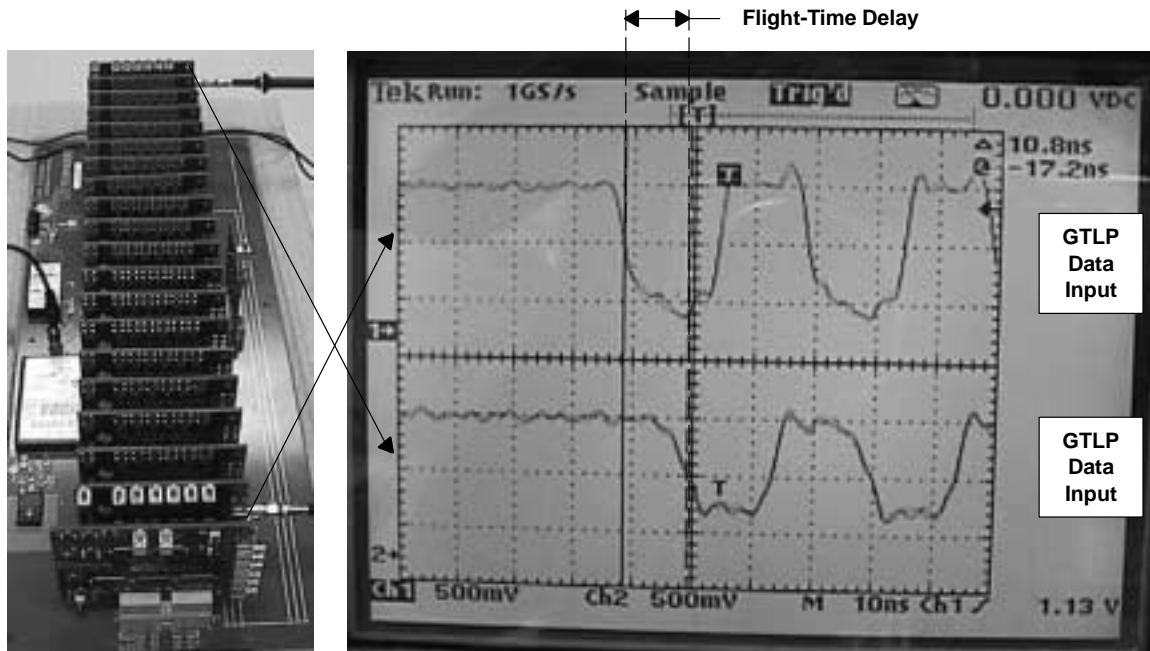 Flight-Time Delay
Tek Run: 1GS/s Sample Trig'd
0.000 VDC
[T]
Δ 10.8ns
@ -17.2ns
T
GTLP
Data
Input
1+
GTLP
Data
Input
T
2+
500mV Ch2 500mV M 10ns Ch1 / 1.13 V